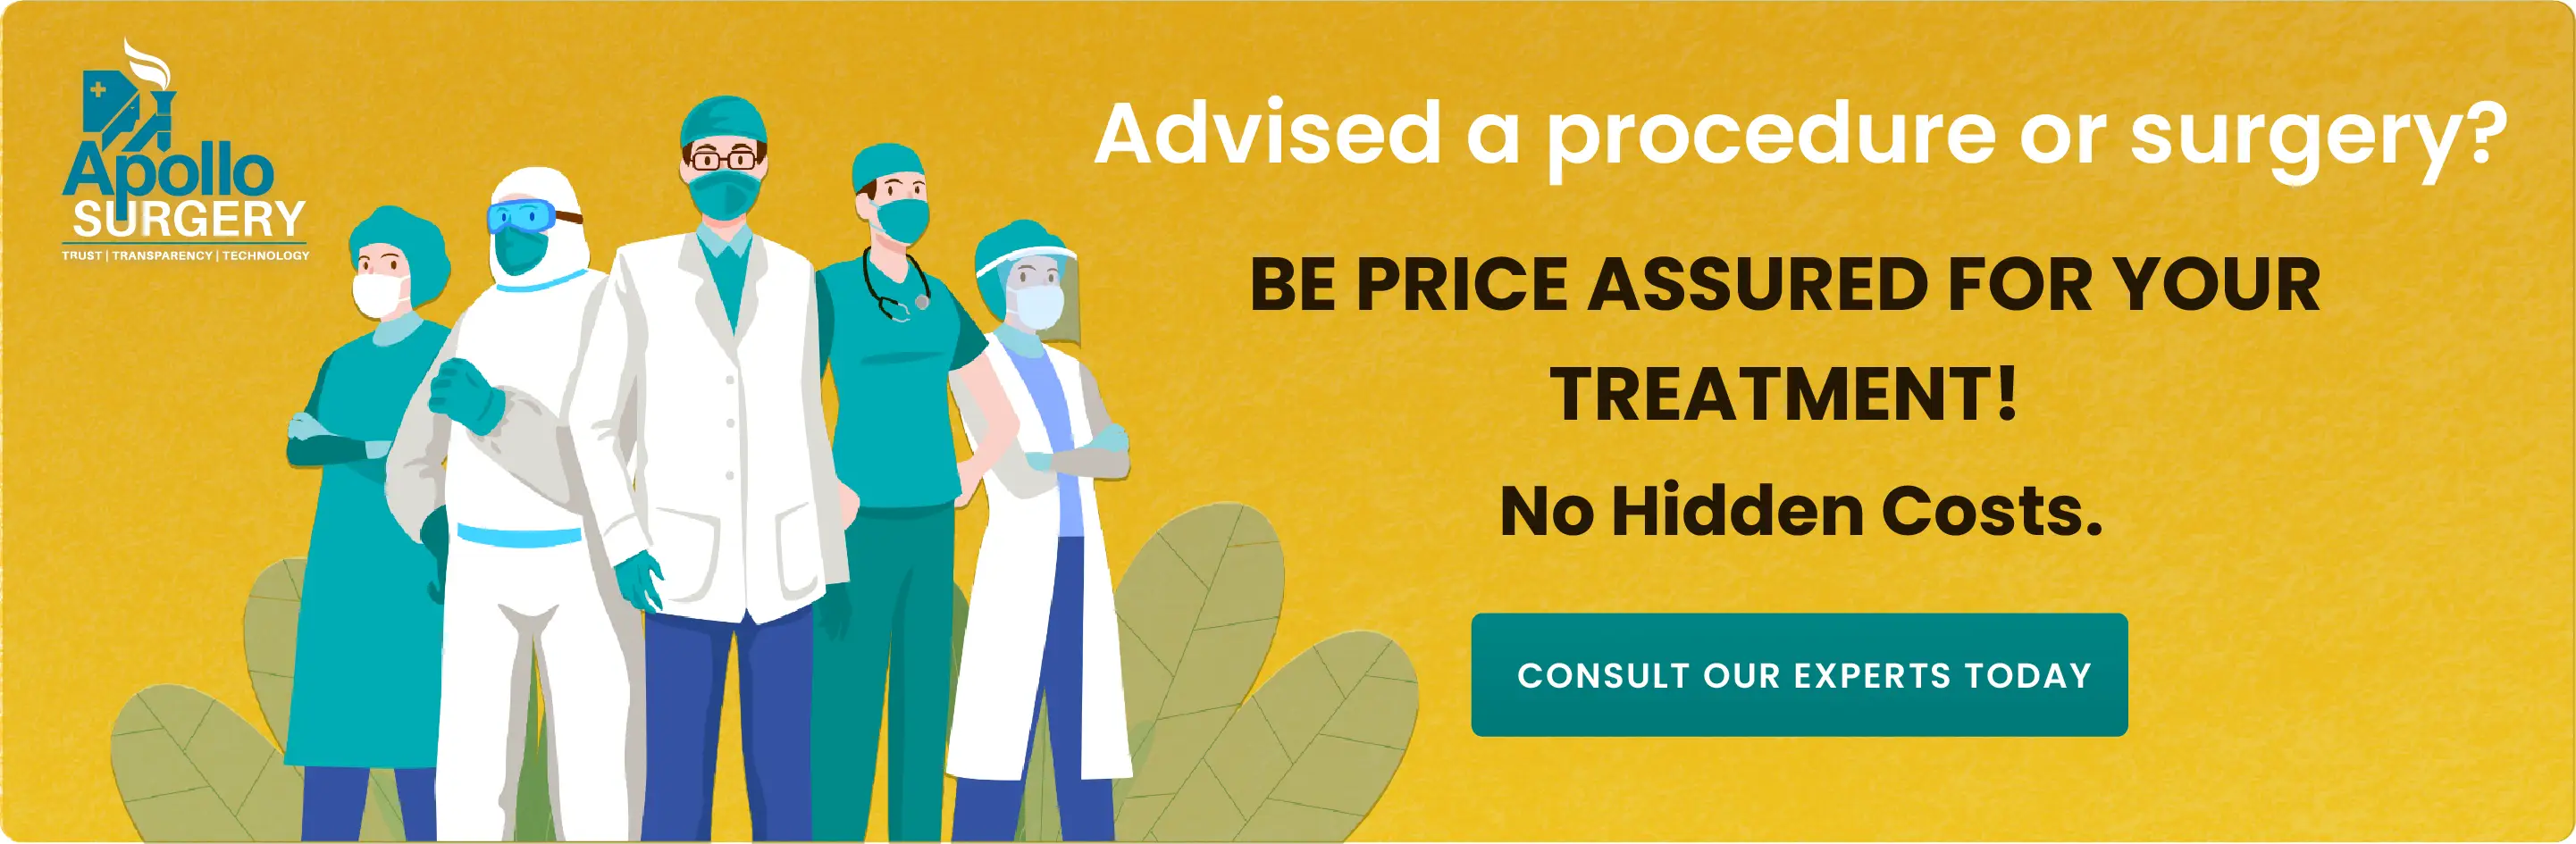 Apollo
SURGERY
TRUST | TRANSPARENCY | TECHNOLOGY
Advised a procedure or surgery?
BE PRICE ASSURED FOR YOUR
TREATMENT!
No Hidden Costs.
CONSULT OUR EXPERTS TODAY